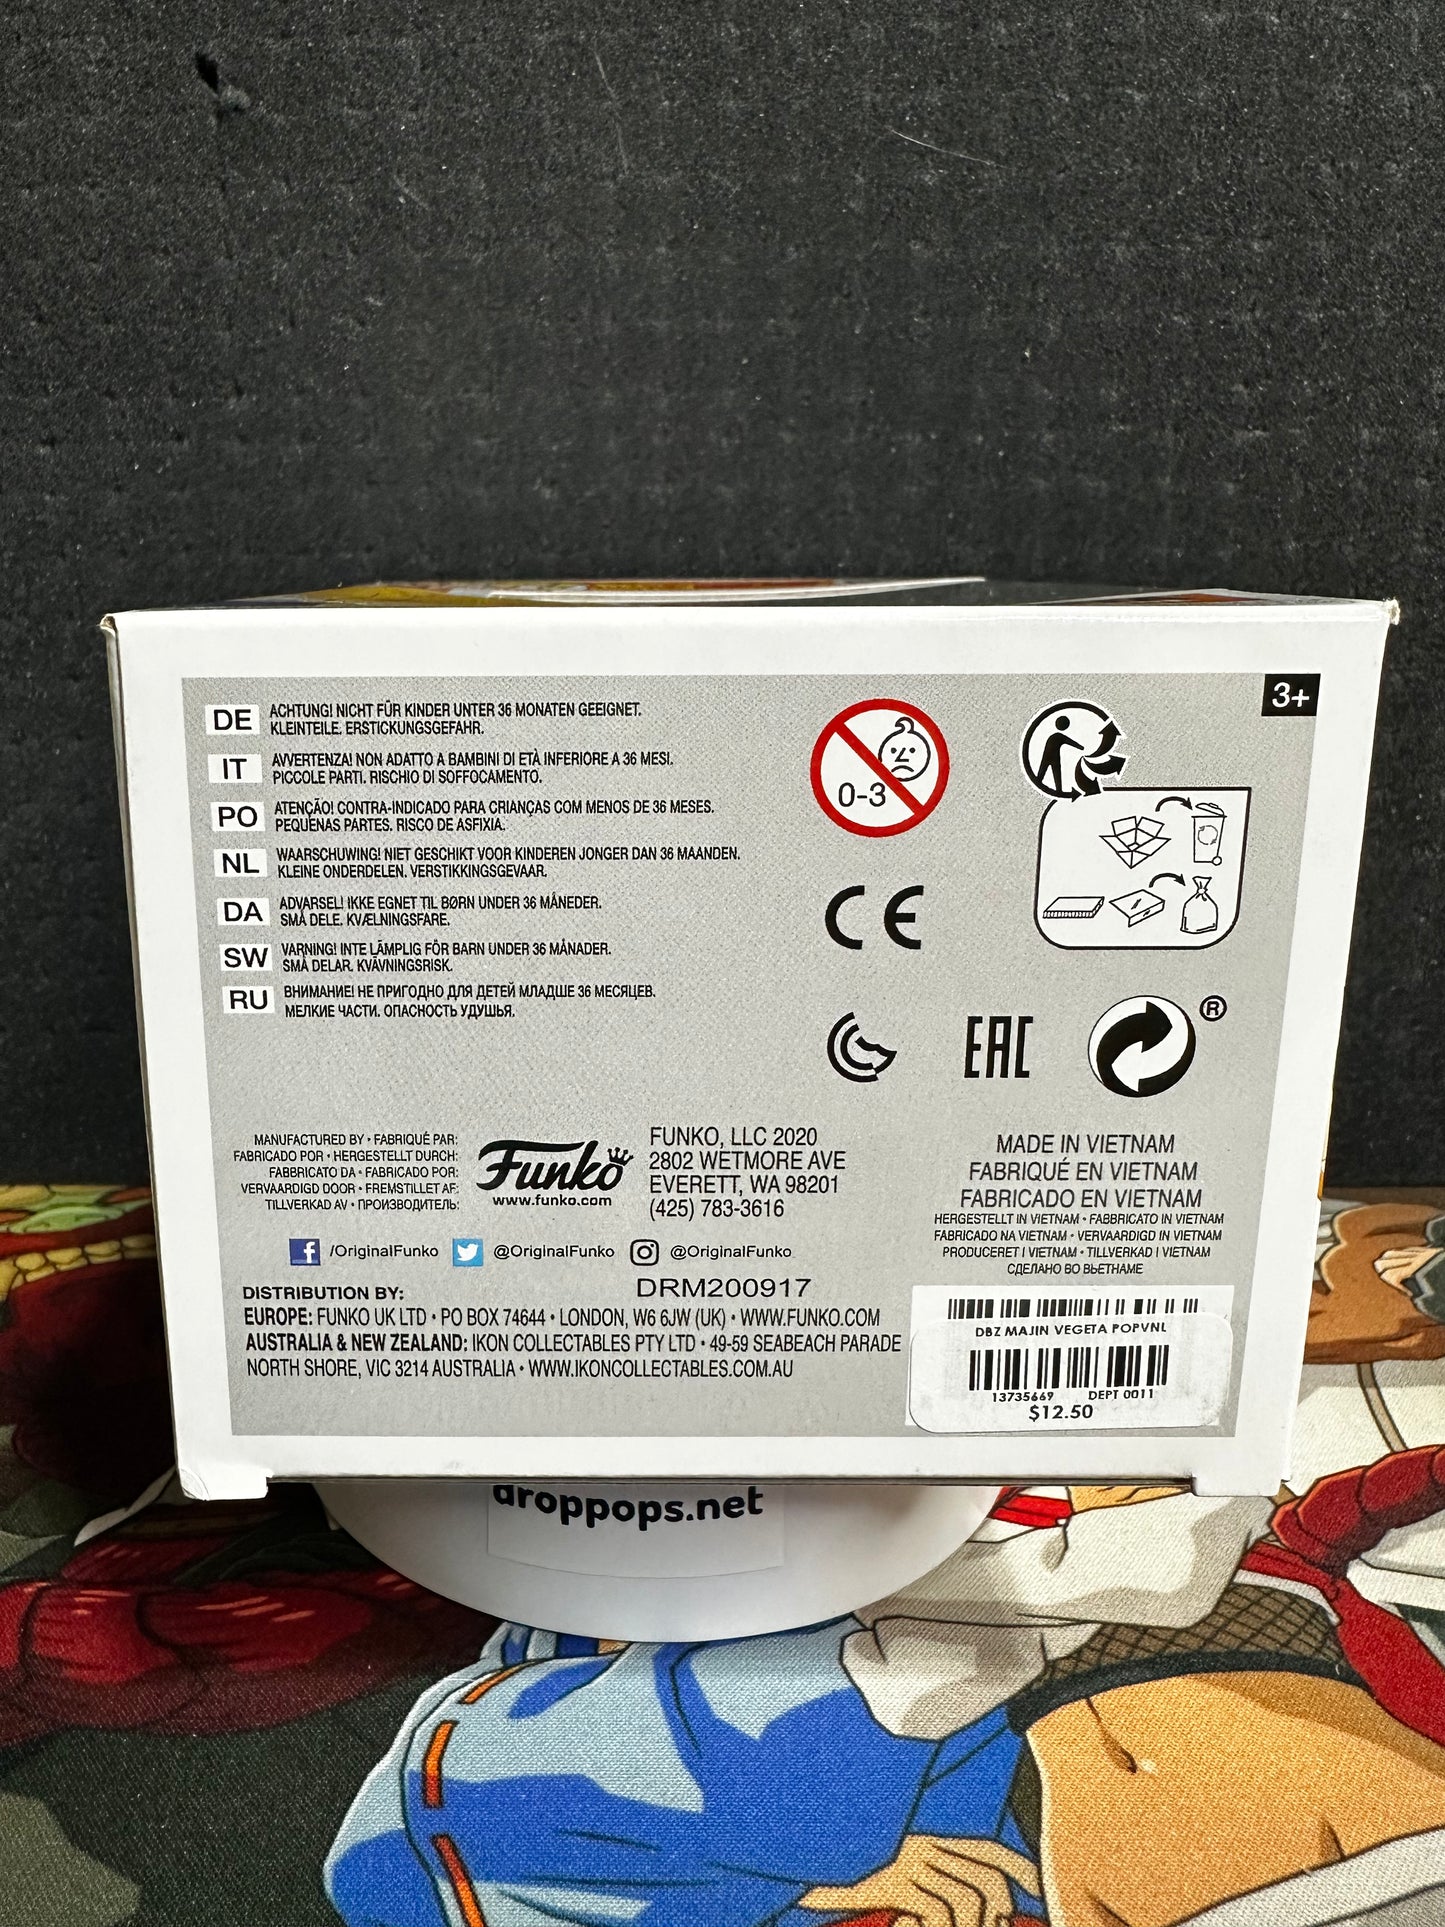 3+
DE ACHTUNG! NICHT FÜR KINDER UNTER 36 MONATEN GEEIGNET.
KLEINTEILE. ERSTICKUNGSGEFAHR.
IT AVVERTENZA! NON ADATTO A BAMBINI DI ETÀ INFERIORE A 36 MESI.
PICCOLE PARTI. RISCHIO DI SOFFOCAMENTO.
PO ATENÇÃO! CONTRA-INDICADO PARA CRIANÇAS COM MENOS DE 36 MESES.
PEQUENAS PARTES. RISCO DE ASFIXIA.
NL WAARSCHUWING! NIET GESCHIKT VOOR KINDEREN JONGER DAN 36 MAANDEN.
KLEINE ONDERDELEN. VERSTIKKINGSGEVAAR.
DA ADVARSEL! IKKE EGNET TIL BØRN UNDER 36 MÅNEDER.
SMÅ DELE. KVÆLNINGSFARE.
SW VARNING! INTE LÄMPLIG FÖR BARN UNDER 36 MÅNADER.
SMÅ DELAR. KVÄVNINGSRISK.
RU ВНИМАНИЕ! НЕ ПРИГОДНО ДЛЯ ДЕТЕЙ МЛАДШЕ 36 МЕСЯЦЕВ.
МЕЛКИЕ ЧАСТИ. ОПАСНОСТЬ УДУШЬЯ.
0-3
CE
EAC
®
MANUFACTURED BY • FABRIQUÉ PAR:
FABRICADO POR • HERGESTELLT DURCH:
FABBRICATO DA • FABRICADO POR:
VERVAARDIGD DOOR • FREMSTILLET AF:
TILLVERKAD AV • ПРОИЗВОДИТЕЛЬ:
Funko
www.funko.com
FUNKO, LLC 2020
2802 WETMORE AVE
EVERETT, WA 98201
(425) 783-3616
MADE IN VIETNAM
FABRIQUÉ EN VIETNAM
FABRICADO EN VIETNAM
HERGESTELLT IN VIETNAM • FABBRICATO IN VIETNAM
FABRICADO NA VIETNAM • VERVAARDIGD IN VIETNAM
PRODUCERET I VIETNAM • TILLVERKAD I VIETNAM
СДЕЛАНО ВО ВЬЕТНАМЕ
/OriginalFunko @OriginalFunko @OriginalFunko
DRM200917
DISTRIBUTION BY:
EUROPE: FUNKO UK LTD • PO BOX 74644 • LONDON, W6 6JW (UK) • WWW.FUNKO.COM
AUSTRALIA & NEW ZEALAND: IKON COLLECTABLES PTY LTD • 49-59 SEABEACH PARADE
NORTH SHORE, VIC 3214 AUSTRALIA • WWW.IKONCOLLECTABLES.COM.AU
DBZ MAJIN VEGETA POPVNL
13735669 DEPT 0011
$12.50
droppops.net